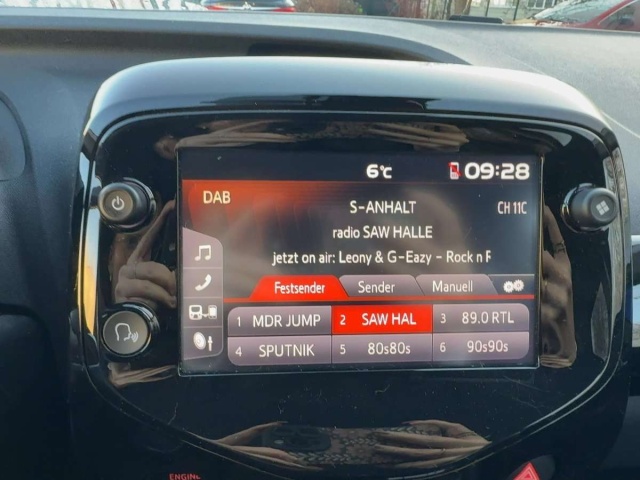 6°C 09:28
DAB
S-ANHALT CH 11C
radio SAW HALLE
jetzt on air: Leony & G-Eazy - Rock n F
Festsender Sender Manuell
1 MDR JUMP 2 SAW HAL 3 89.0 RTL
4 SPUTNIK 5 80s80s 6 90s90s
ENGINE